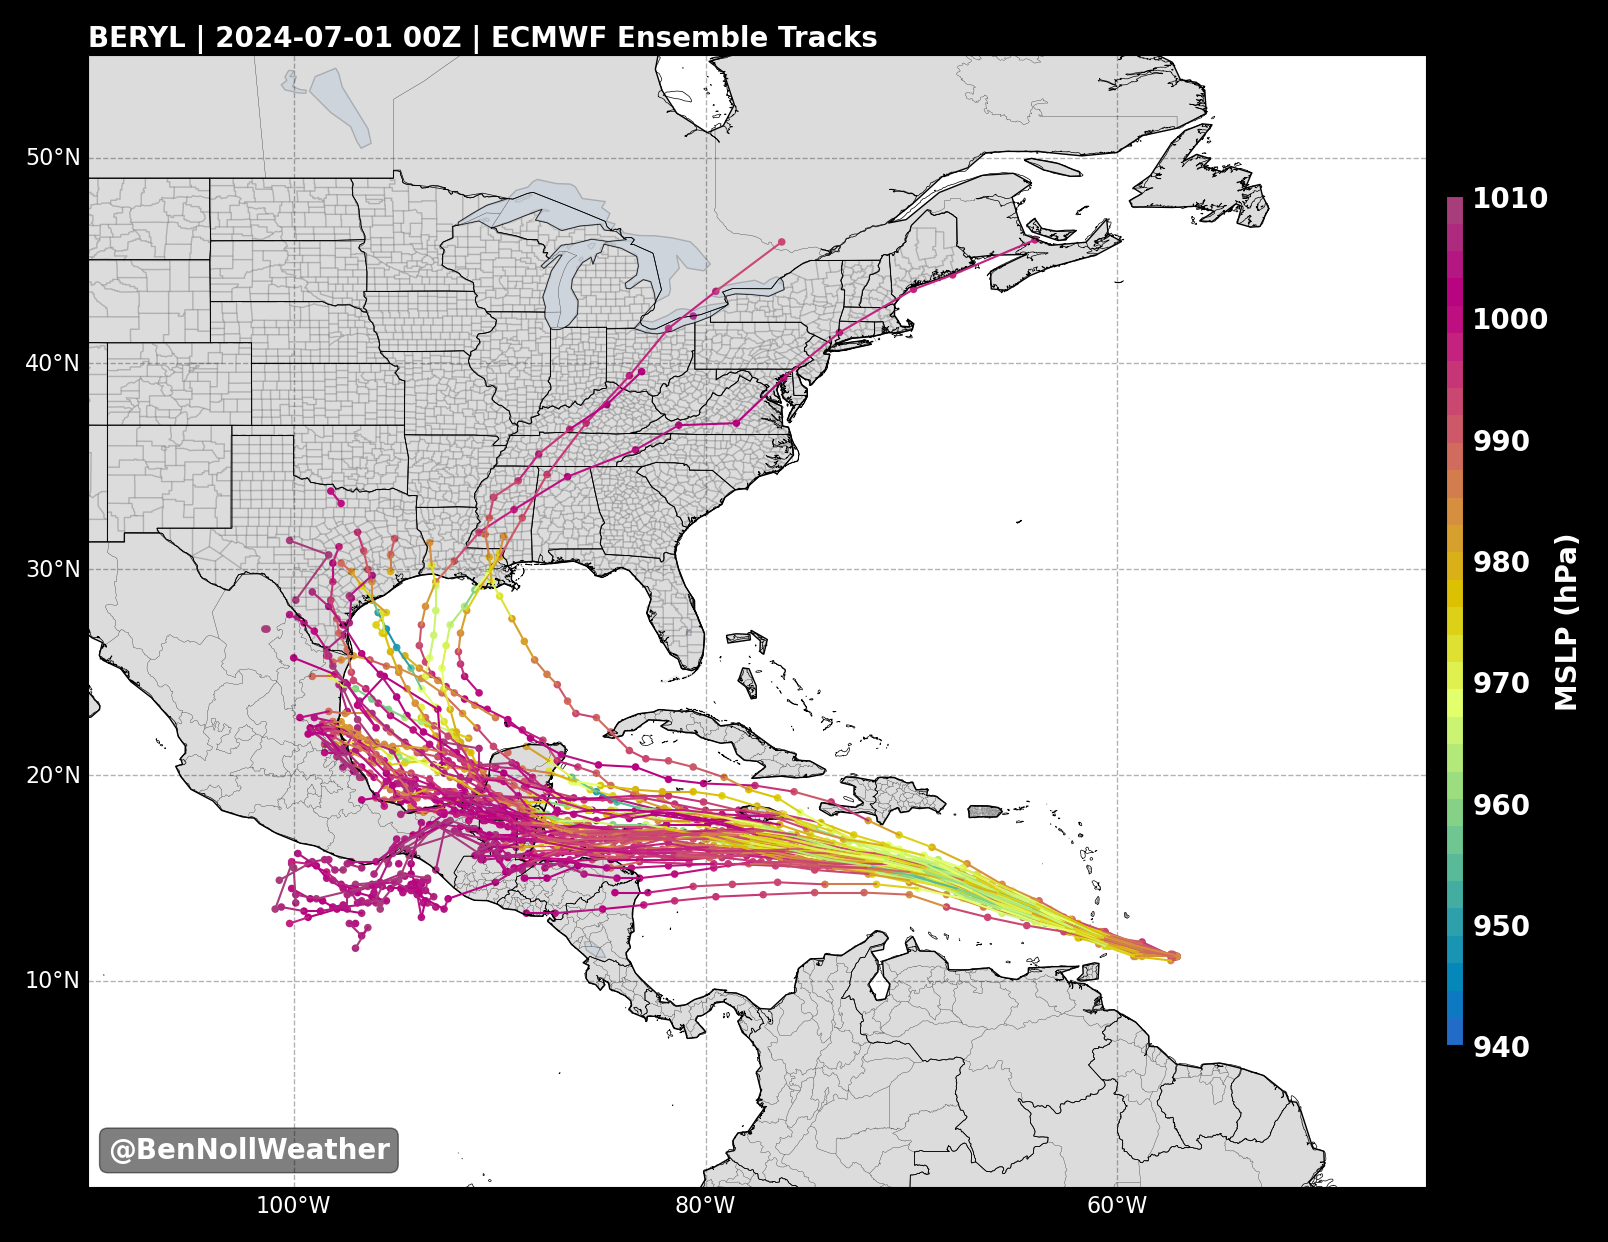 BERYL | 2024-07-01 00Z | ECMWF Ensemble Tracks
50°N
40°N
30°N
20°N
10°N
100°W
80°W
60°W
1010
1000
990
980
970
960
950
940
MSLP (hPa)
@BenNollWeather